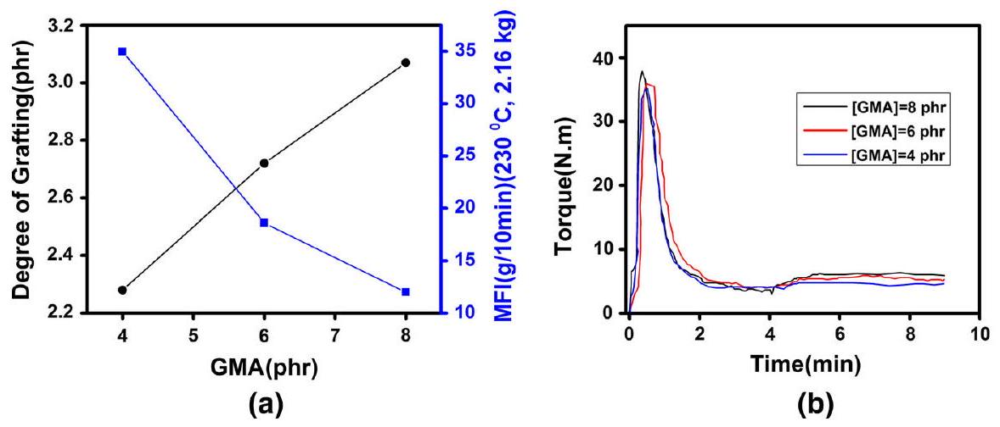 3.2
3.0
2.8
2.6
2.4
2.2
Degree of Grafting(phr)
35
30
25
20
15
10
MFI(g/10min)(230 ⁰C, 2.16 kg)
4 5 6 7 8
GMA(phr)
(a)
40
30
20
10
0
Torque(N.m)
[GMA]=8 phr
[GMA]=6 phr
[GMA]=4 phr
0 2 4 6 8 10
Time(min)
(b)